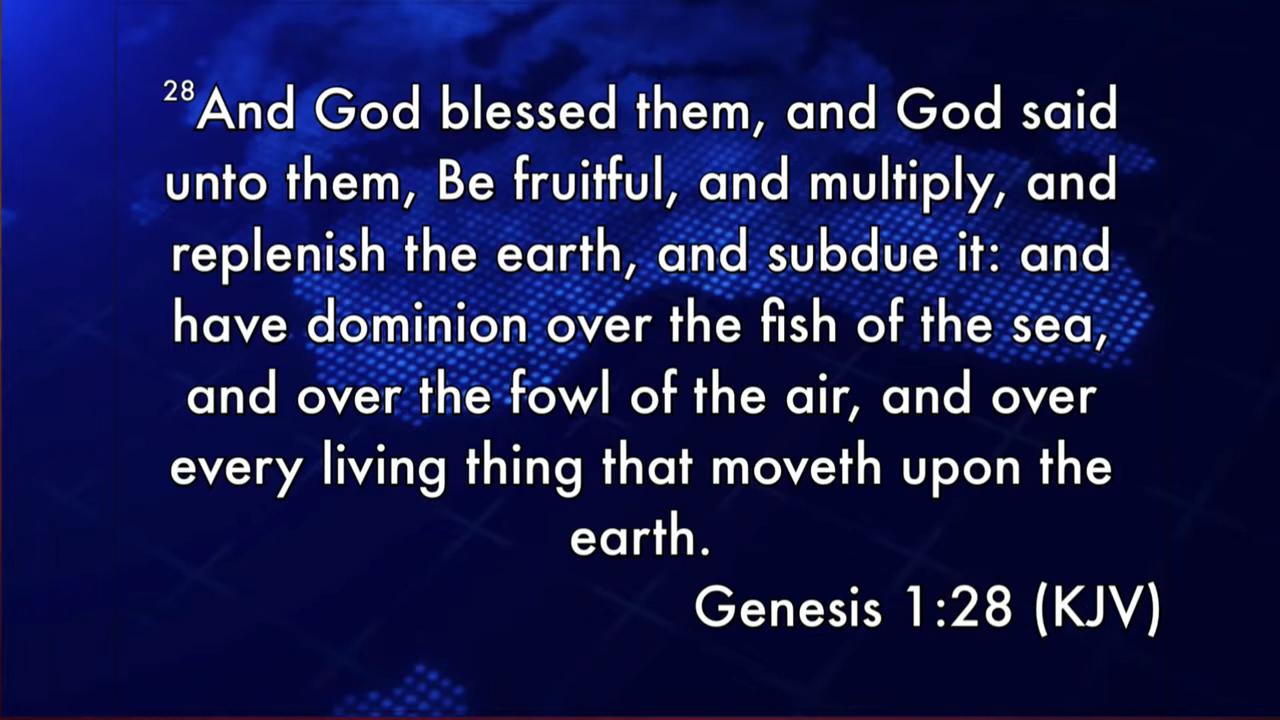 28And God blessed them, and God said
unto them, Be fruitful, and multiply, and
replenish the earth, and subdue it: and
have dominion over the fish of the sea,
and over the fowl of the air, and over
every living thing that moveth upon the
earth.
Genesis 1:28 (KJV)